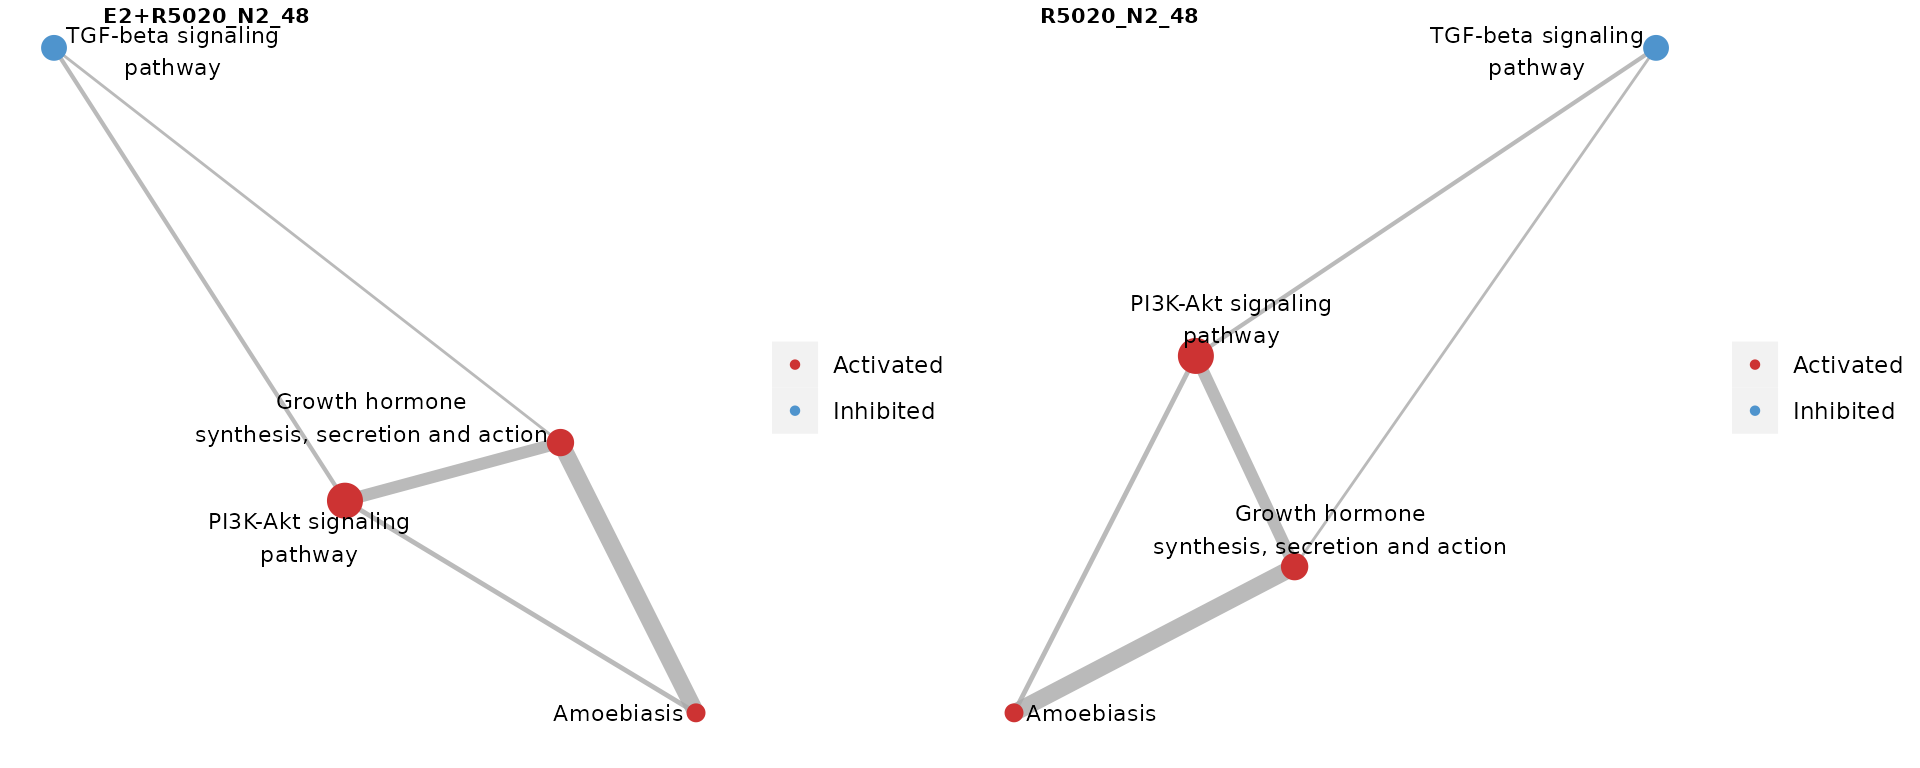 E2+R5020_N2_48
TGF-beta signaling
pathway
Growth hormone
synthesis, secretion and action
PI3K-Akt signaling
pathway
Amoebiasis
Activated
Inhibited
R5020_N2_48
TGF-beta signaling
pathway
PI3K-Akt signaling
pathway
Growth hormone
synthesis, secretion and action
Amoebiasis
Activated
Inhibited